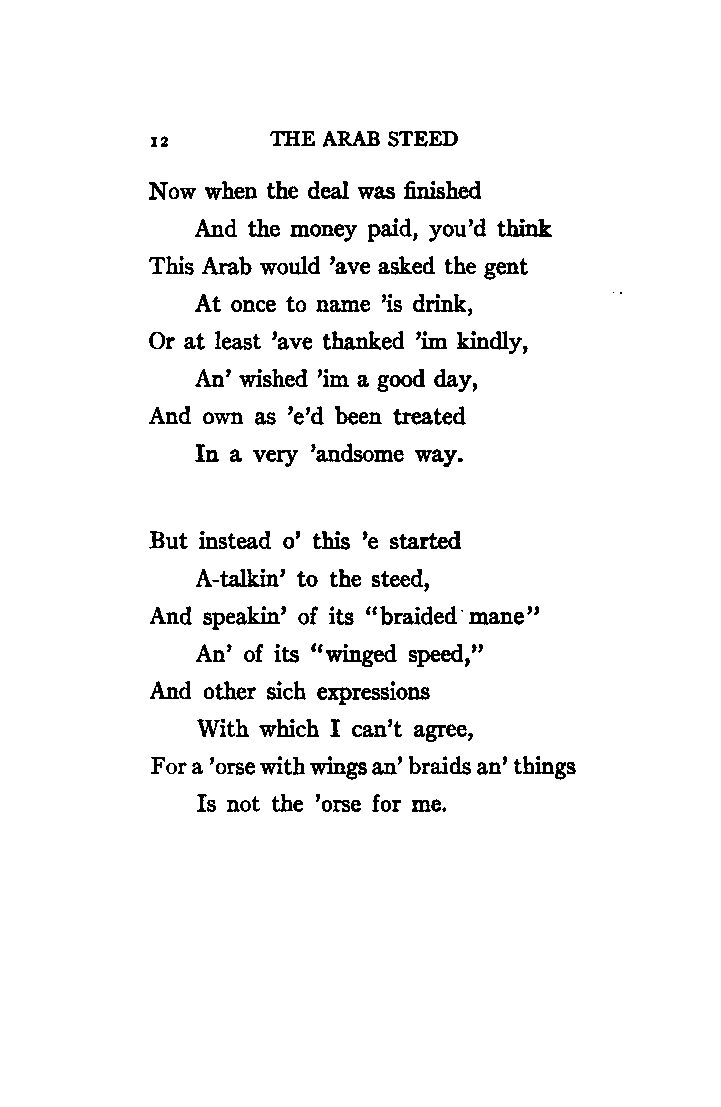 12 THE ARAB STEED
Now when the deal was finished
And the money paid, you'd think
This Arab would 'ave asked the gent
At once to name 'is drink,
Or at least 'ave thanked 'im kindly,
An' wished 'im a good day,
And own as 'e'd been treated
In a very 'andsome way.
But instead o' this 'e started
A-talkin' to the steed,
And speakin' of its "braided mane"
An' of its "winged speed,"
And other sich expressions
With which I can't agree,
For a 'orse with wings an' braids an' things
Is not the 'orse for me.